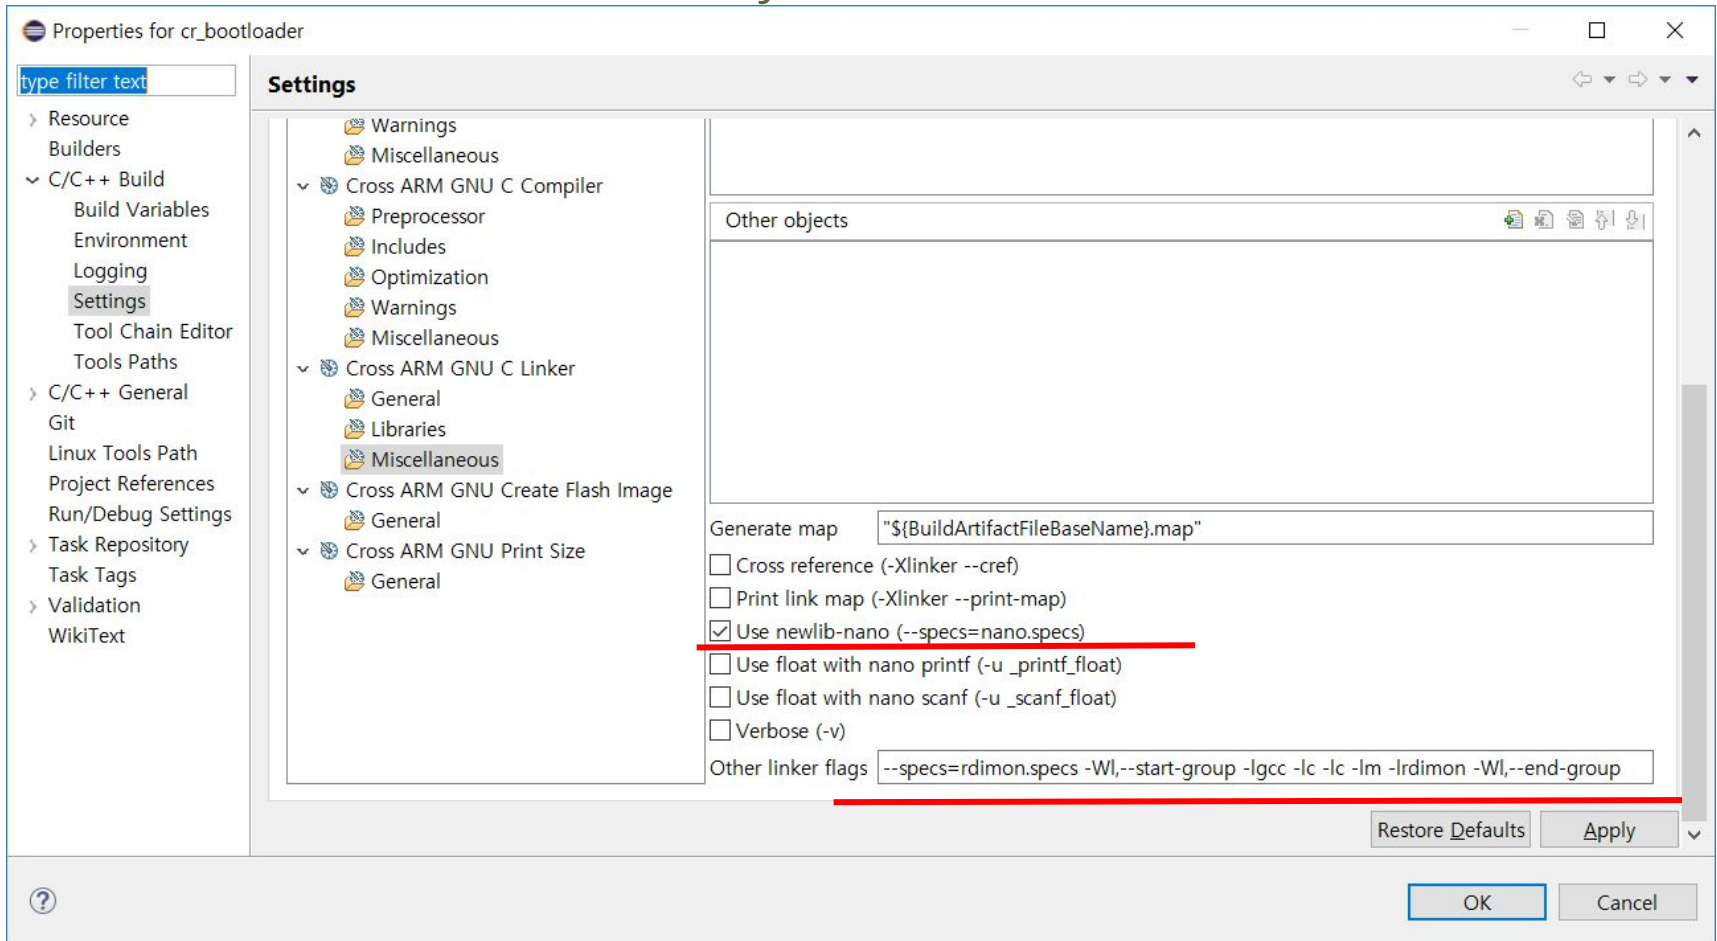 Properties for cr_bootloader
type filter text
Settings
Resource
Builders
C/C++ Build
Build Variables
Environment
Logging
Settings
Tool Chain Editor
Tools Paths
C/C++ General
Git
Linux Tools Path
Project References
Run/Debug Settings
Task Repository
Task Tags
Validation
WikiText
Warnings
Miscellaneous
Cross ARM GNU C Compiler
Preprocessor
Includes
Optimization
Warnings
Miscellaneous
Cross ARM GNU C Linker
General
Libraries
Miscellaneous
Cross ARM GNU Create Flash Image
General
Cross ARM GNU Print Size
General
Other objects
Generate map "${BuildArtifactFileBaseName}.map"
Cross reference (-Xlinker --cref)
Print link map (-Xlinker --print-map)
Use newlib-nano (--specs=nano.specs)
Use float with nano printf (-u _printf_float)
Use float with nano scanf (-u _scanf_float)
Verbose (-v)
Other linker flags --specs=rdimon.specs -Wl,--start-group -lgcc -lc -lc -lm -lrdimon -Wl,--end-group
Restore Defaults
Apply
OK
Cancel